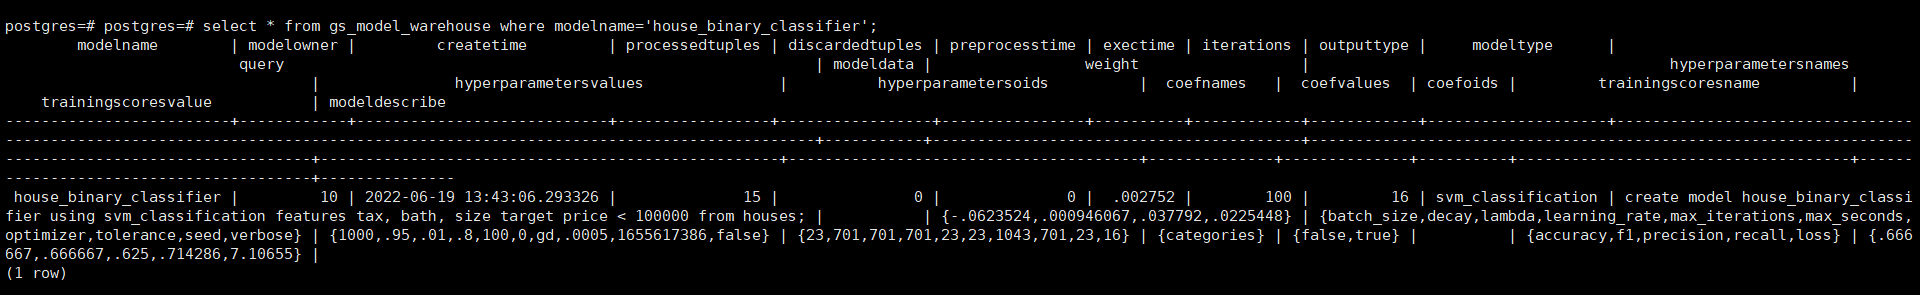 postgres=# postgres=# select * from gs_model_warehouse where modelname='house_binary_classifier';
        modelname        | modelowner |         createtime         | processedtuples | discardedtuples | preprocesstime | exectime | iterations | outputtype |     modeltype      |
                          query                                                           | modeldata |                 weight                  |                                        hyperparametersnames
                                  |               hyperparametersvalues               |          hyperparametersoids          |  coefnames   |  coefvalues  | coefoids |         trainingscoresname          |
    trainingscoresvalue           | modeldescribe
-------------------------+------------+----------------------------+-----------------+-----------------+----------------+----------+------------+------------+--------------------+---------------------------------
------------------------------------------------------------------------------------------+-----------+-----------------------------------------+-------------------------------------------------------------------
----------------------------------+---------------------------------------------------+---------------------------------------+--------------+--------------+----------+-------------------------------------+------
----------------------------------+---------------
 house_binary_classifier |         10 | 2022-06-19 13:43:06.293326 |              15 |               0 |              0 |  .002752 |        100 |         16 | svm_classification | create model house_binary_classi
fier using svm_classification features tax, bath, size target price < 100000 from houses; |           | {-.0623524,.000946067,.037792,.0225448} | {batch_size,decay,lambda,learning_rate,max_iterations,max_seconds,
optimizer,tolerance,seed,verbose} | {1000,.95,.01,.8,100,0,gd,.0005,1655617386,false} | {23,701,701,701,23,23,1043,701,23,16} | {categories} | {false,true} |          | {accuracy,f1,precision,recall,loss} | {.666
667,.666667,.625,.714286,7.10655} |
(1 row)